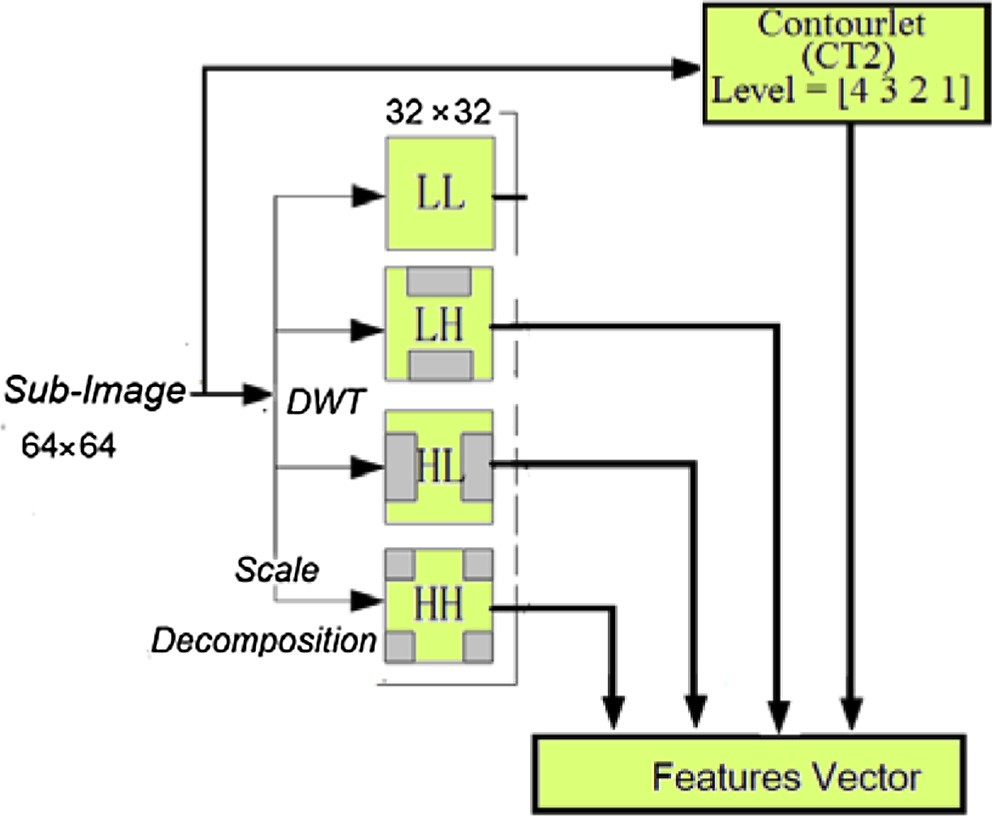 Contourlet
(CT2)
Level = [4 3 2 1]
32 ×32
LL
LH
Sub-Image
DWT
64×64
HL
Scale
HH
Decomposition
Features Vector